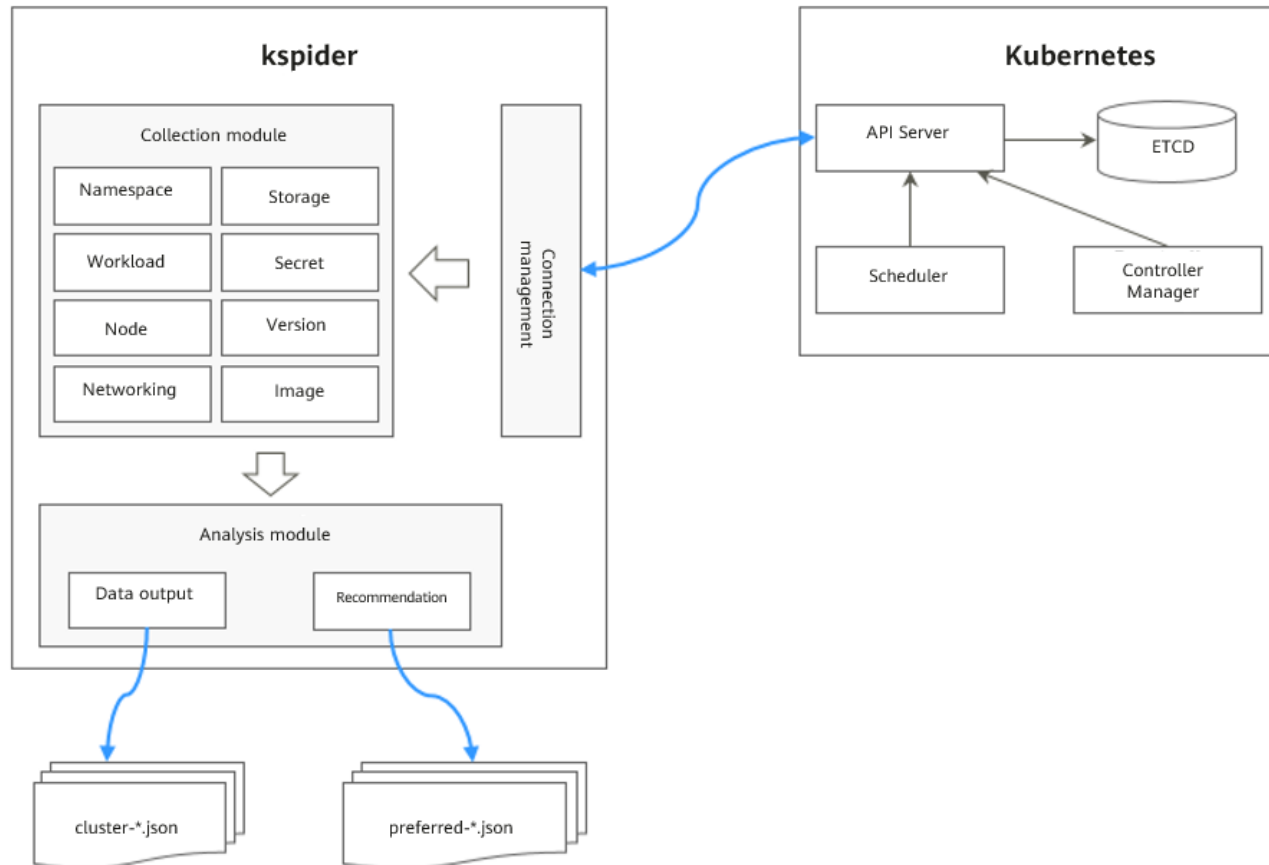 kspider
Collection module
Namespace
Storage
Workload
Secret
Node
Version
Networking
Image
Connection
management
Analysis module
Data output
Recommendation
cluster-*.json
preferred-*.json
Kubernetes
API Server
ETCD
Scheduler
Controller
Manager